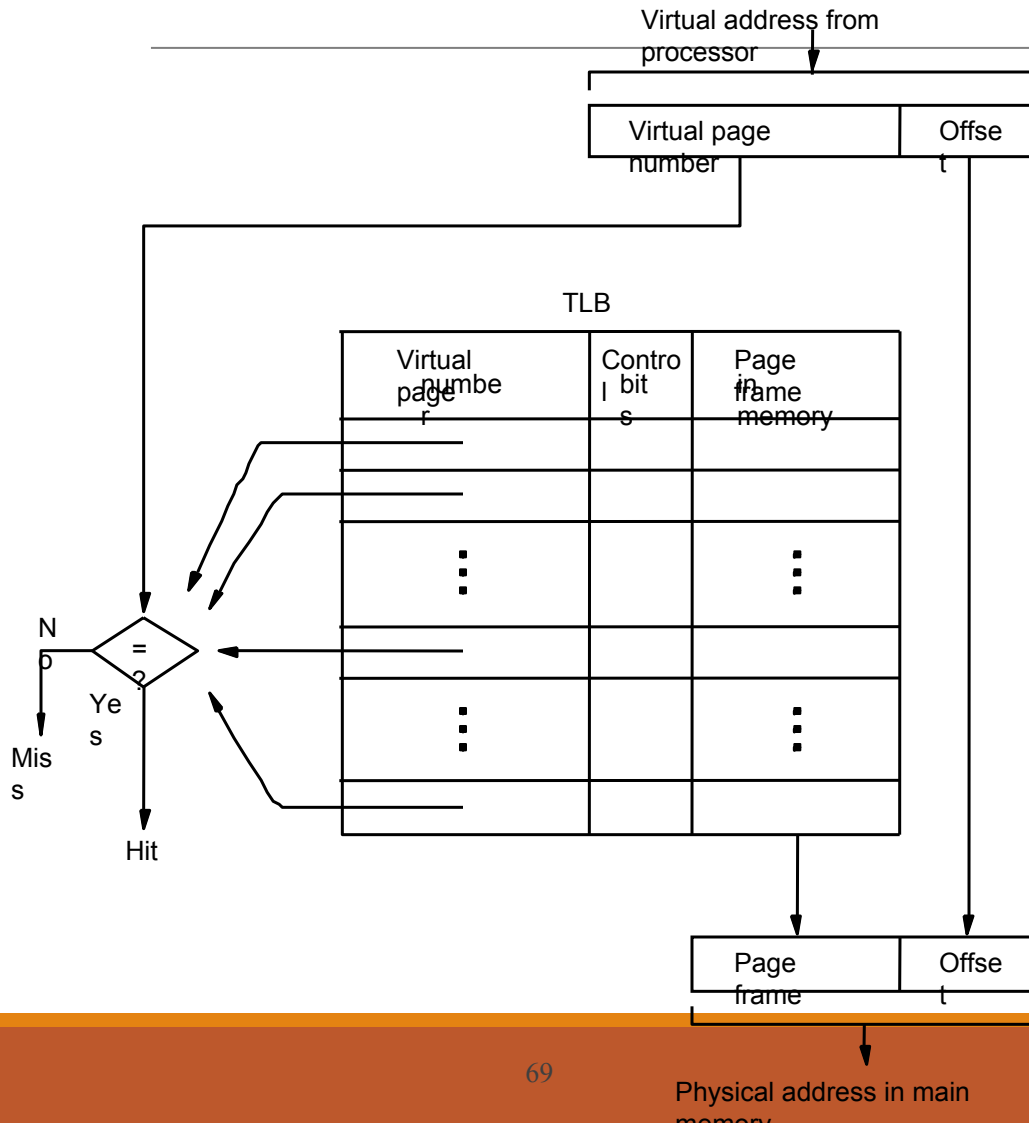 Virtual address from
processor
Virtual page
number
Offse
t
TLB
Virtual
page
numbe
r
Contro
l
bit
s
Page
frame
in
memory
N
o
=
?
Ye
s
Mis
s
Hit
Page
frame
Offse
t
69
Physical address in main
memory